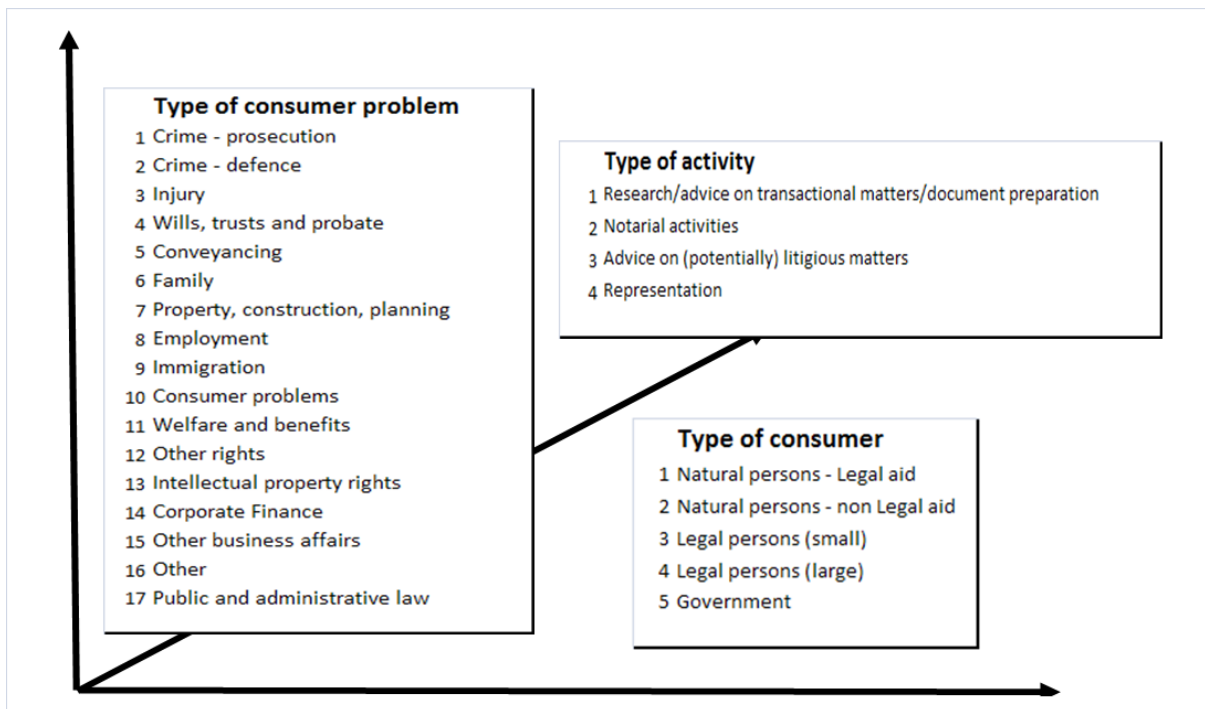 Type of consumer problem
1 Crime - prosecution
2 Crime - defence
3 Injury
4 Wills, trusts and probate
5 Conveyancing
6 Family
7 Property, construction, planning
8 Employment
9 Immigration
10 Consumer problems
11 Welfare and benefits
12 Other rights
13 Intellectual property rights
14 Corporate Finance
15 Other business affairs
16 Other
17 Public and administrative law
Type of activity
1 Research/advice on transactional matters/document preparation
2 Notarial activities
3 Advice on (potentially) litigious matters
4 Representation
Type of consumer
1 Natural persons - Legal aid
2 Natural persons - non Legal aid
3 Legal persons (small)
4 Legal persons (large)
5 Government